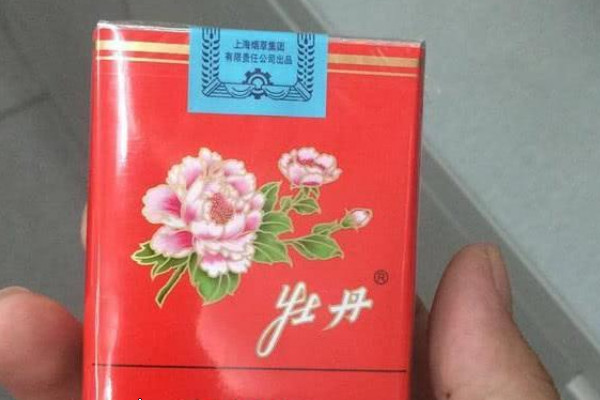 上海烟草集团
有限责任公司出品
牡丹®